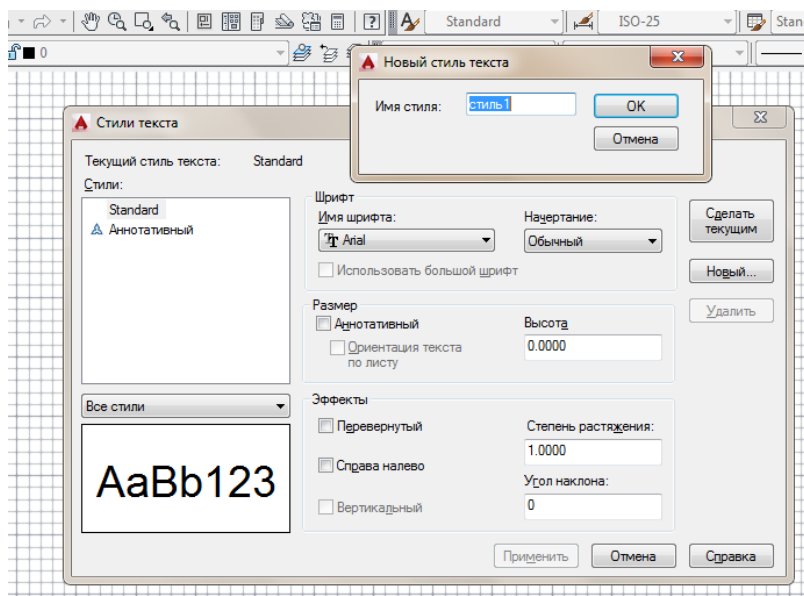 Standard
ISO-25
Stan
0
Новый стиль текста
Имя стиля:
стиль1
OK
Отмена
Стили текста
Текущий стиль текста: Standard
Стили:
Standard
Аннотативный
Все стили
AaBb123
Шрифт
Имя шрифта:
Arial
Начертание:
Обычный
Использовать большой шрифт
Размер
Аннотативный
Ориентация текста
по листу
Высота
0.0000
Эффекты
Перевернутый
Справа налево
Вертикальный
Степень растяжения:
1.0000
Угол наклона:
0
Сделать
текущим
Новый...
Удалить
Применить
Отмена
Справка